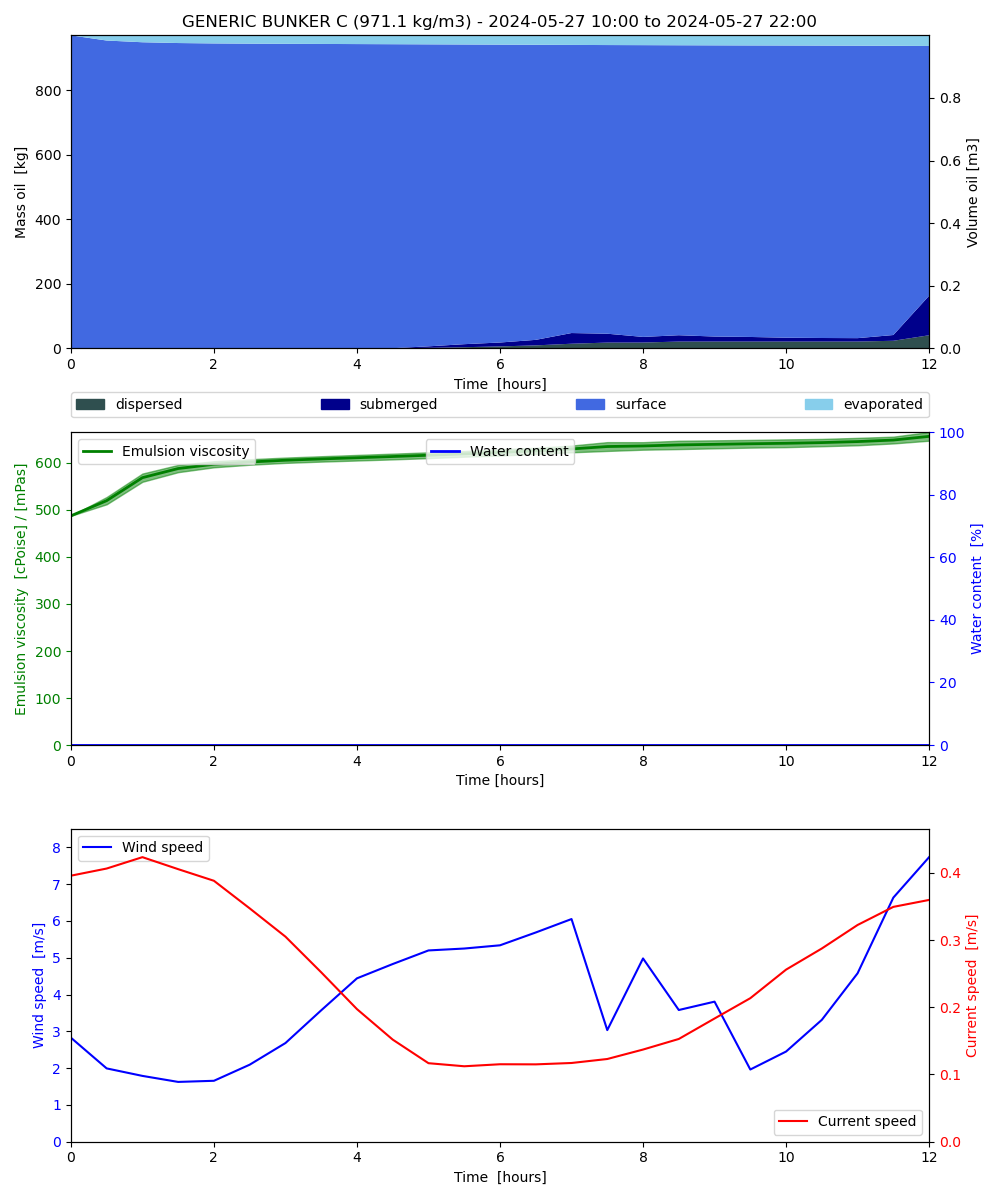 GENERIC BUNKER C (971.1 kg/m3) - 2024-05-27 10:00 to 2024-05-27 22:00
Mass oil [kg]
800
600
400
200
0
Volume oil [m3]
0.8
0.6
0.4
0.2
0.0
0 2 4 6 8 10 12
Time [hours]
dispersed submerged surface evaporated
Emulsion viscosity [cPoise] / [mPas]
600
500
400
300
200
100
0
Emulsion viscosity Water content
Water content [%]
100
80
60
40
20
0
0 2 4 6 8 10 12
Time [hours]
Wind speed [m/s]
8
7
6
5
4
3
2
1
0
Wind speed
Current speed [m/s]
0.4
0.3
0.2
0.1
0.0
Current speed
0 2 4 6 8 10 12
Time [hours]